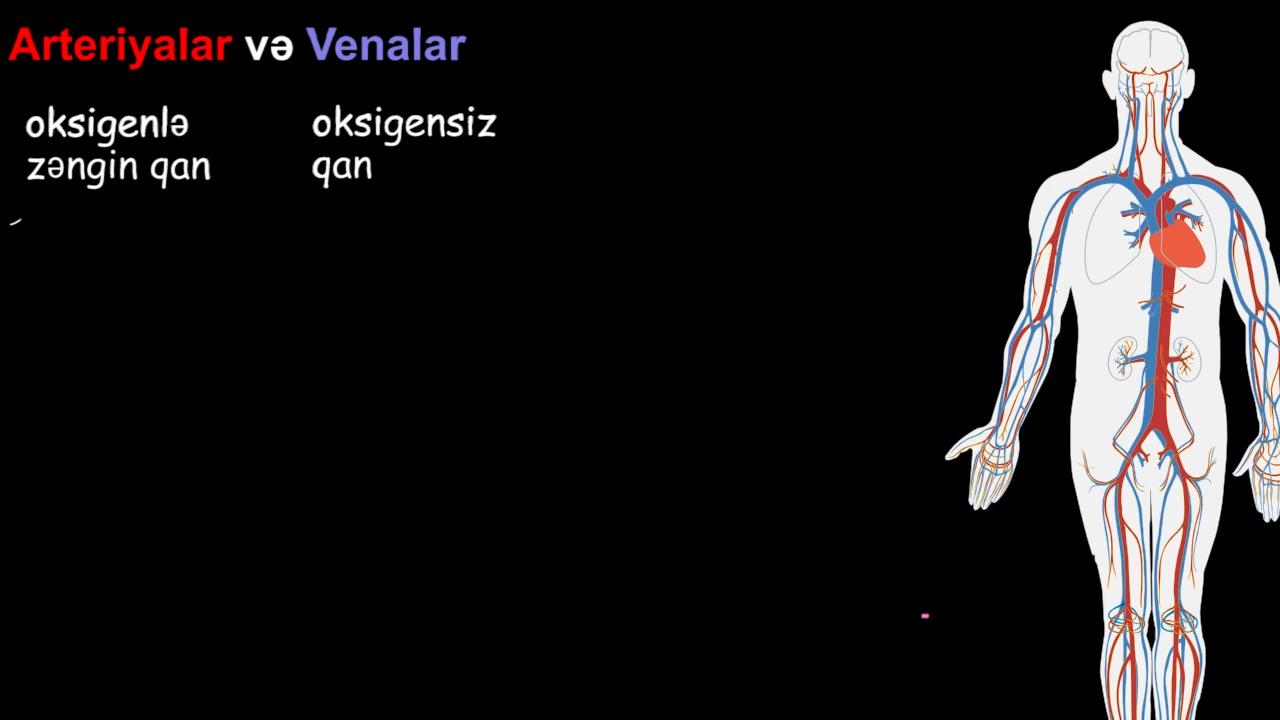 Arteriyalar və Venalar
oksigenlə
zəngin qan
oksigensiz
qan